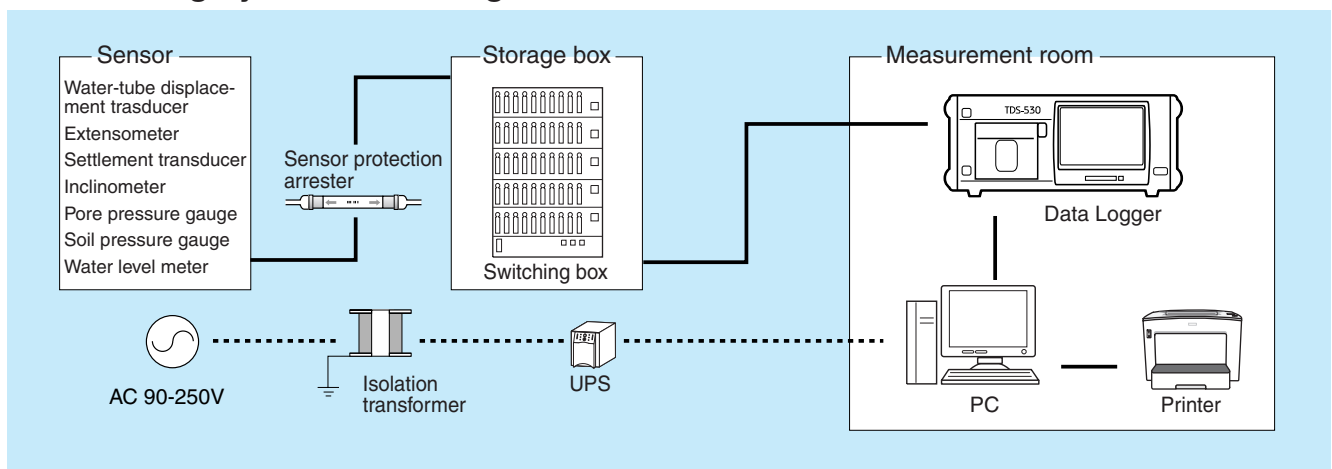 Sensor
Water-tube displace-
ment trasducer
Extensometer
Settlement transducer
Inclinometer
Pore pressure gauge
Soil pressure gauge
Water level meter
Sensor protection
arrester
Storage box
Switching box
Measurement room
TDS-530
Data Logger
AC 90-250V
Isolation
transformer
UPS
PC
Printer